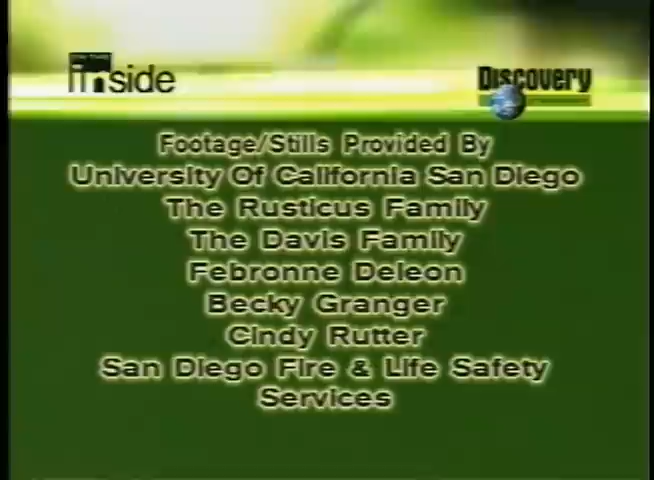 inside
Discovery
Footage/Stills Provided By
University Of California San Diego
The Rusticus Family
The Davis Family
Febronne Deleon
Becky Granger
Cindy Rutter
San Diego Fire & Life Safety
Services